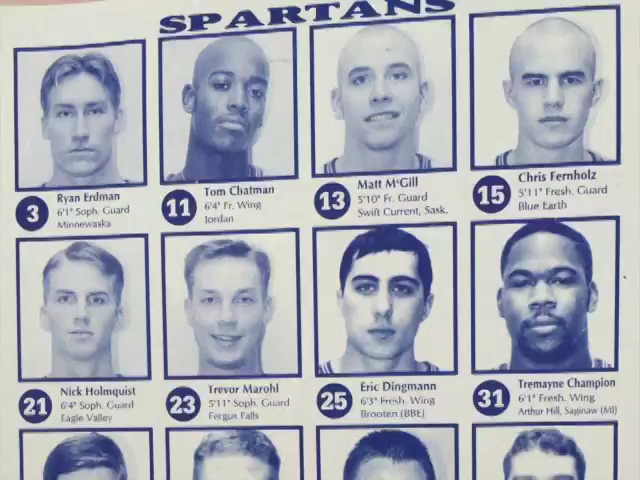 SPARTANS
3 Ryan Erdman
6'1" Soph. Guard
Minnewaska
11 Tom Chatman
6'4" Fr. Wing
Jordan
13 Matt McGill
5'10" Fr. Guard
Swift Current, Sask.
15 Chris Fernholz
5'11" Fresh. Guard
Blue Earth
21 Nick Holmquist
6'4" Soph. Guard
Eagle Valley
23 Trevor Marohl
5'11" Soph. Guard
Fergus Falls
25 Eric Dingmann
6'3" Fresh. Wing
Brooten (BBE)
31 Tremayne Champion
6'1" Fresh. Wing
Arthur Hill, Saginaw (MI)